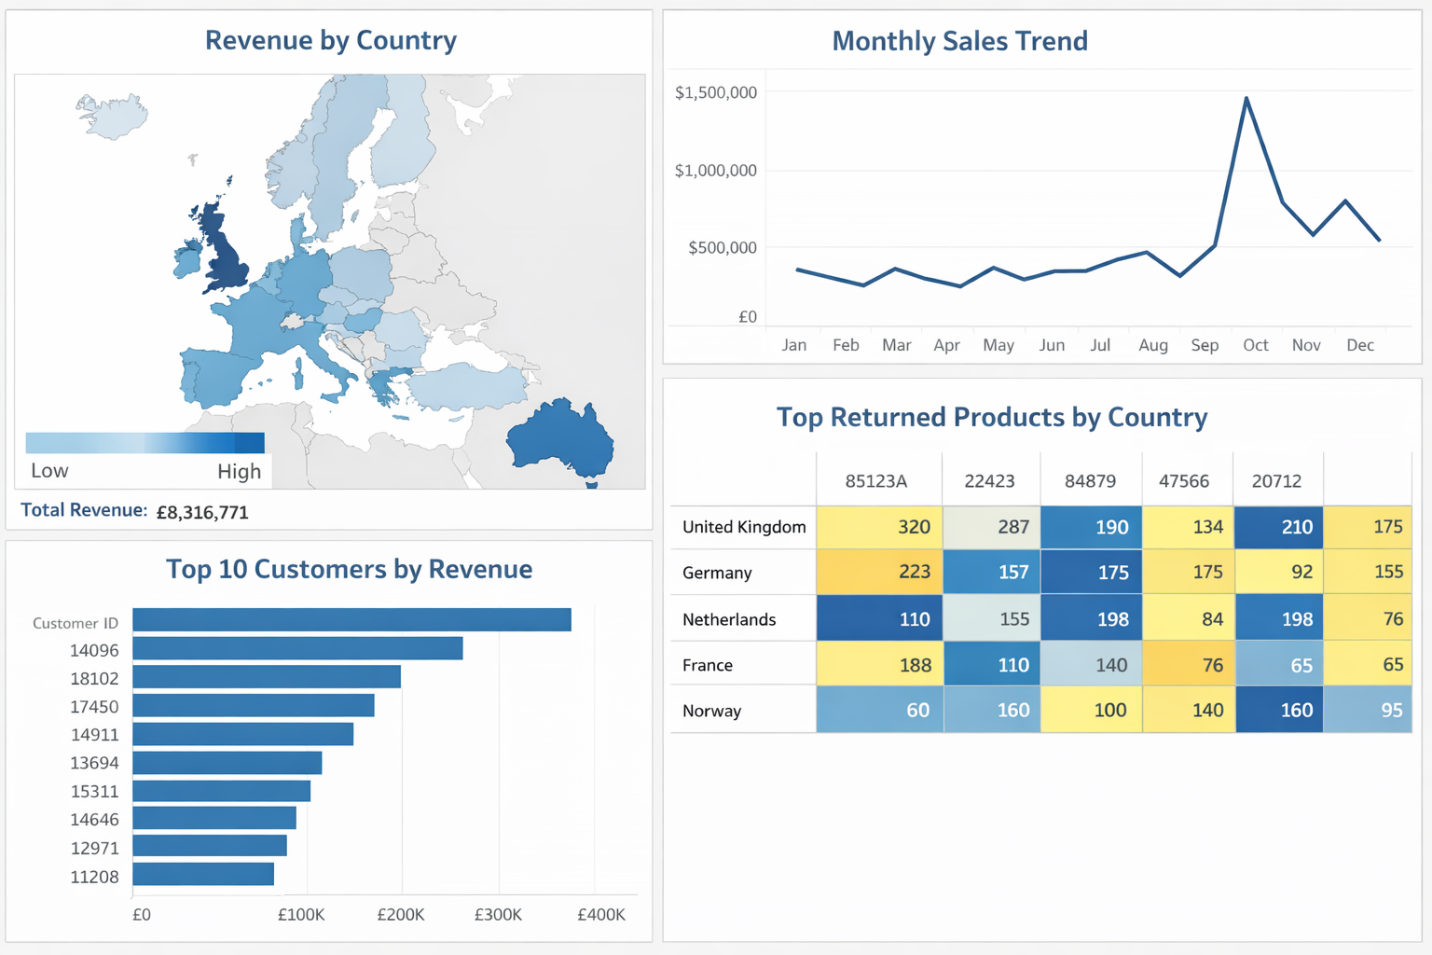 Revenue by Country
Low High
Total Revenue: £8,316,771
Monthly Sales Trend
$1,500,000
$1,000,000
$500,000
£0
Jan Feb Mar Apr May Jun Jul Aug Sep Oct Nov Dec
Top 10 Customers by Revenue
Customer ID
14096
18102
17450
14911
13694
15311
14646
12971
11208
£0 £100K £200K £300K £400K
Top Returned Products by Country
85123A 22423 84879 47566 20712
United Kingdom 320 287 190 134 210 175
Germany 223 157 175 175 92 155
Netherlands 110 155 198 84 198 76
France 188 110 140 76 65 65
Norway 60 160 100 140 160 95